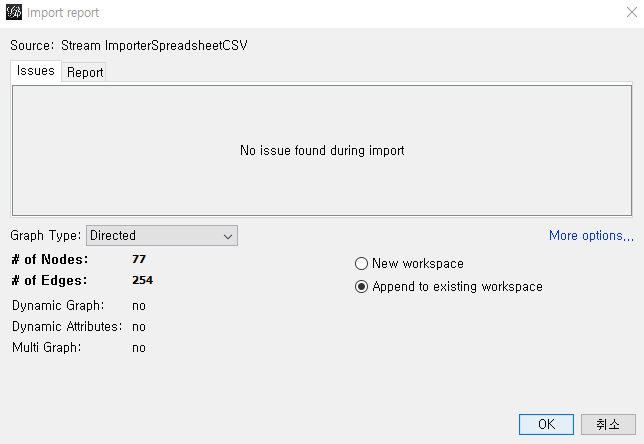 Import report
Source: Stream ImporterSpreadsheetCSV
Issues Report
No issue found during import
Graph Type: Directed
More options...
# of Nodes: 77
# of Edges: 254
New workspace
Append to existing workspace
Dynamic Graph: no
Dynamic Attributes: no
Multi Graph: no
OK 취소